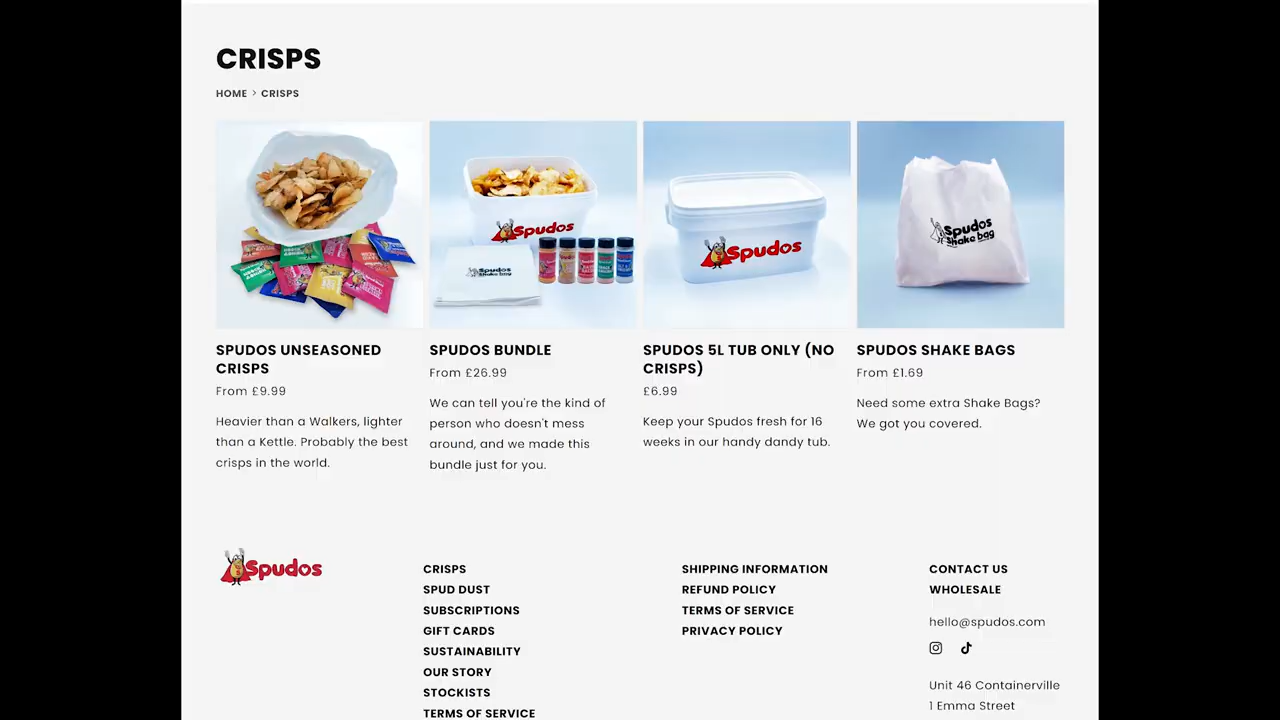 CRISPS
HOME > CRISPS
Spudos
Spudos
Shake bag
Spudos
Spudos
Shake bag
SPUDOS UNSEASONED
CRISPS
From £9.99
Heavier than a Walkers, lighter
than a Kettle. Probably the best
crisps in the world.
SPUDOS BUNDLE
From £26.99
We can tell you're the kind of
person who doesn't mess
around, and we made this
bundle just for you.
SPUDOS 5L TUB ONLY (NO
CRISPS)
£6.99
Keep your Spudos fresh for 16
weeks in our handy dandy tub.
SPUDOS SHAKE BAGS
From £1.69
Need some extra Shake Bags?
We got you covered.
Spudos
CRISPS
SPUD DUST
SUBSCRIPTIONS
GIFT CARDS
SUSTAINABILITY
OUR STORY
STOCKISTS
TERMS OF SERVICE
SHIPPING INFORMATION
REFUND POLICY
TERMS OF SERVICE
PRIVACY POLICY
CONTACT US
WHOLESALE
hello@spudos.com
Unit 46 Containerville
1 Emma Street